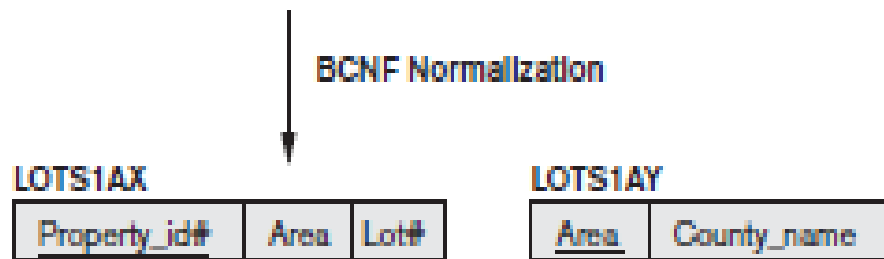 BCNF Normalization
LOTS1AX LOTS1AY
Property_id# Area Lot# Area County_name